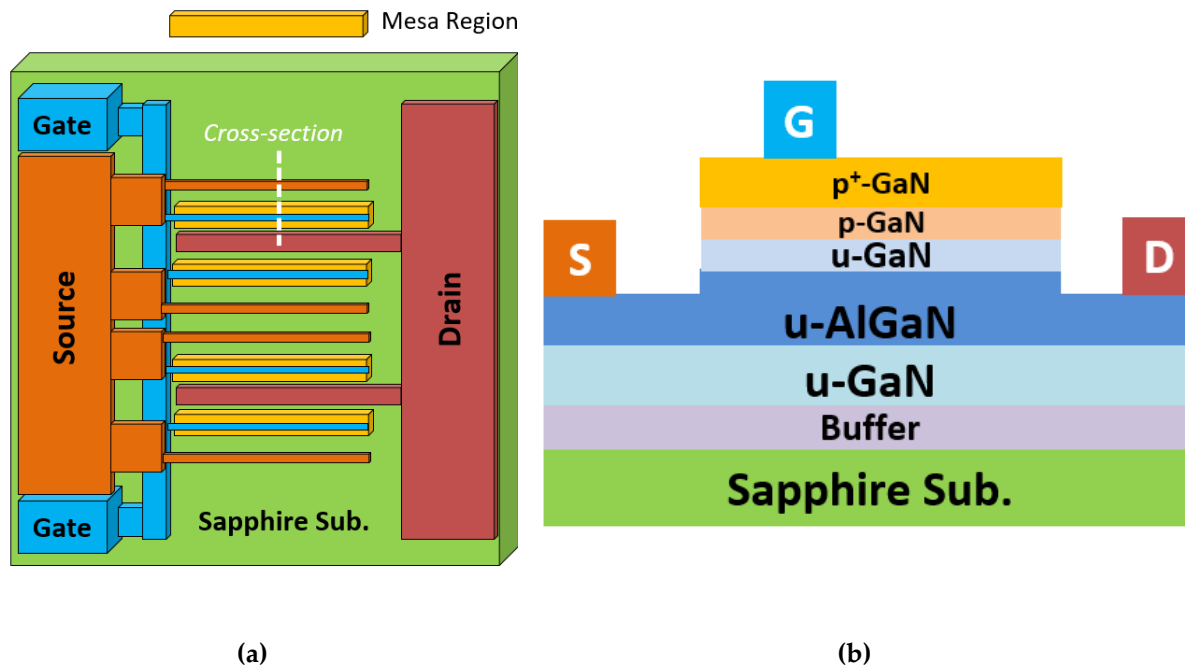 Mesa Region
Gate
Cross-section
Source
Drain
Gate
Sapphire Sub.
(a)
G
p⁺-GaN
p-GaN
u-GaN
S
D
u-AlGaN
u-GaN
Buffer
Sapphire Sub.
(b)